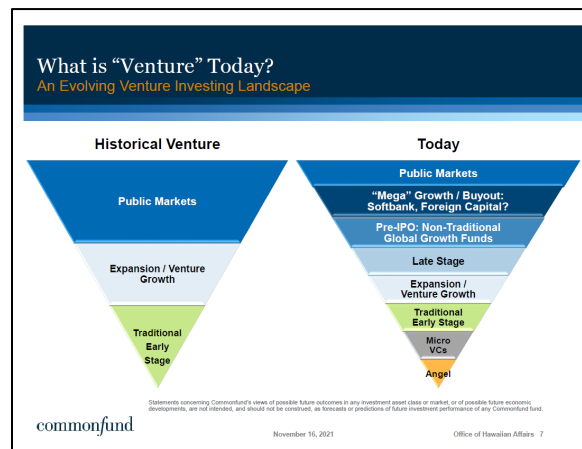 What is “Venture” Today?
An Evolving Venture Investing Landscape
Historical Venture
Public Markets
Expansion / Venture
Growth
Traditional
Early
Stage
Today
Public Markets
“Mega” Growth / Buyout:
Softbank, Foreign Capital?
Pre-IPO: Non-Traditional
Global Growth Funds
Late Stage
Expansion /
Venture Growth
Traditional
Early Stage
Micro
VCs
Angel
Statements concerning Commonfund's views of possible future outcomes in any investment asset class or market, or of possible future economic
developments, are not intended, and should not be construed, as forecasts or predictions of future investment performance of any Commonfund fund.
commonfund
November 16, 2021
Office of Hawaiian Affairs 7